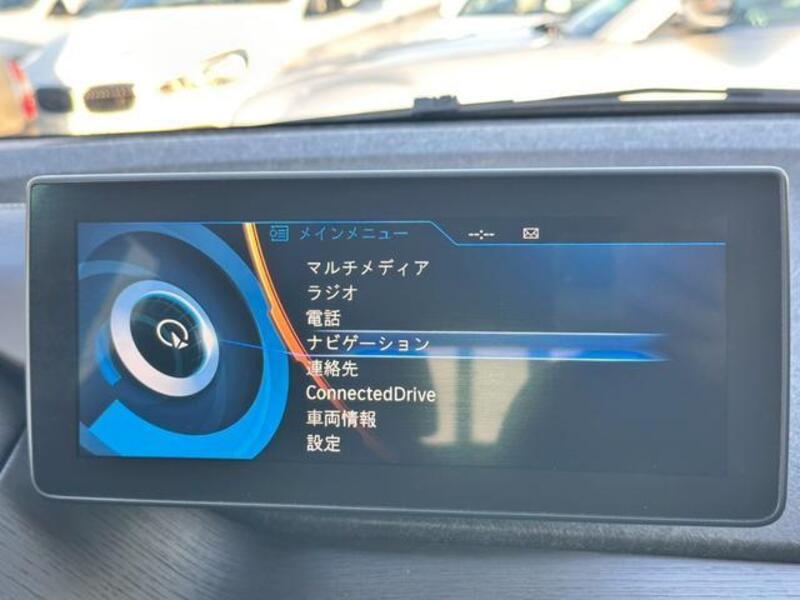 メインメニュー --:--
マルチメディア
ラジオ
電話
ナビゲーション
連絡先
ConnectedDrive
車両情報
設定